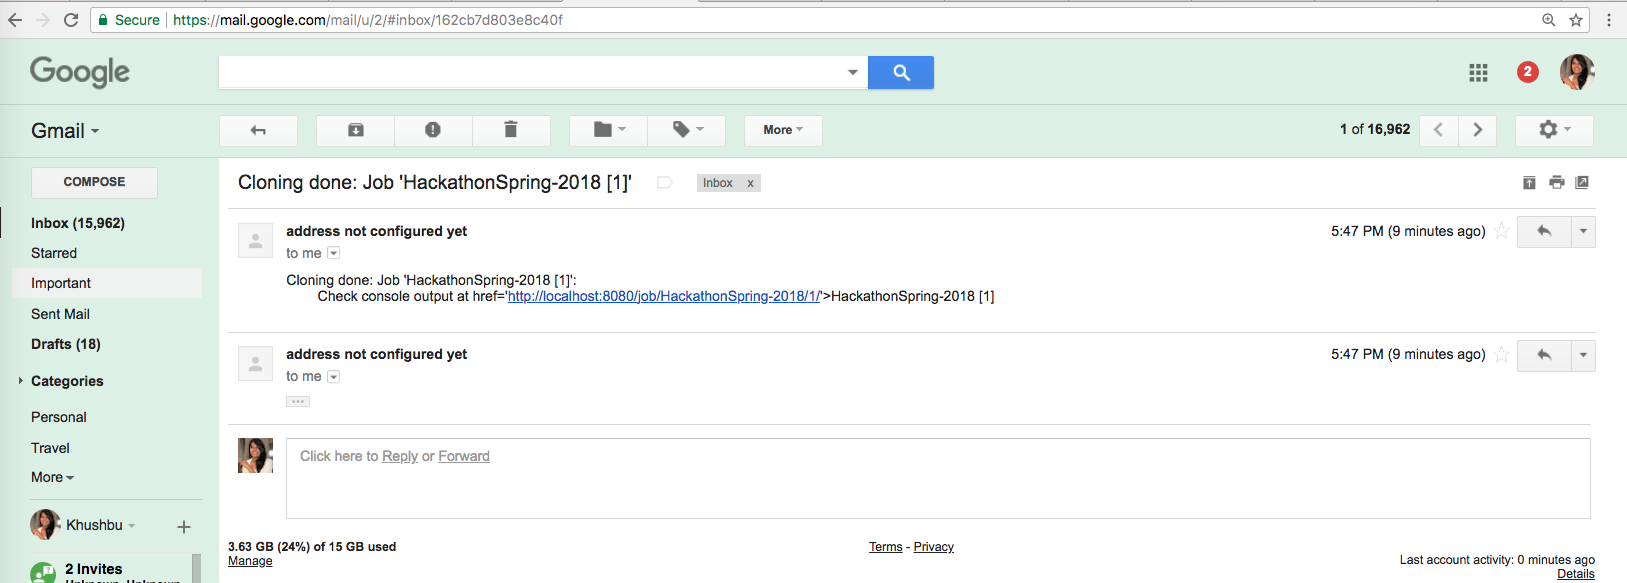 Secure https://mail.google.com/mail/u/2/#inbox/162cb7d803e8c40f
Google
2
Gmail
More
1 of 16,962
COMPOSE
Cloning done: Job 'HackathonSpring-2018 [1]'
Inbox x
Inbox (15,962)
Starred
Important
Sent Mail
Drafts (18)
Categories
Personal
Travel
More
Khushbu
2 Invites
address not configured yet
5:47 PM (9 minutes ago)
to me
Cloning done: Job 'HackathonSpring-2018 [1]':
Check console output at href='http://localhost:8080/job/HackathonSpring-2018/1/'>HackathonSpring-2018 [1]
address not configured yet
5:47 PM (9 minutes ago)
to me
Click here to Reply or Forward
3.63 GB (24%) of 15 GB used
Manage
Terms - Privacy
Last account activity: 0 minutes ago
Details